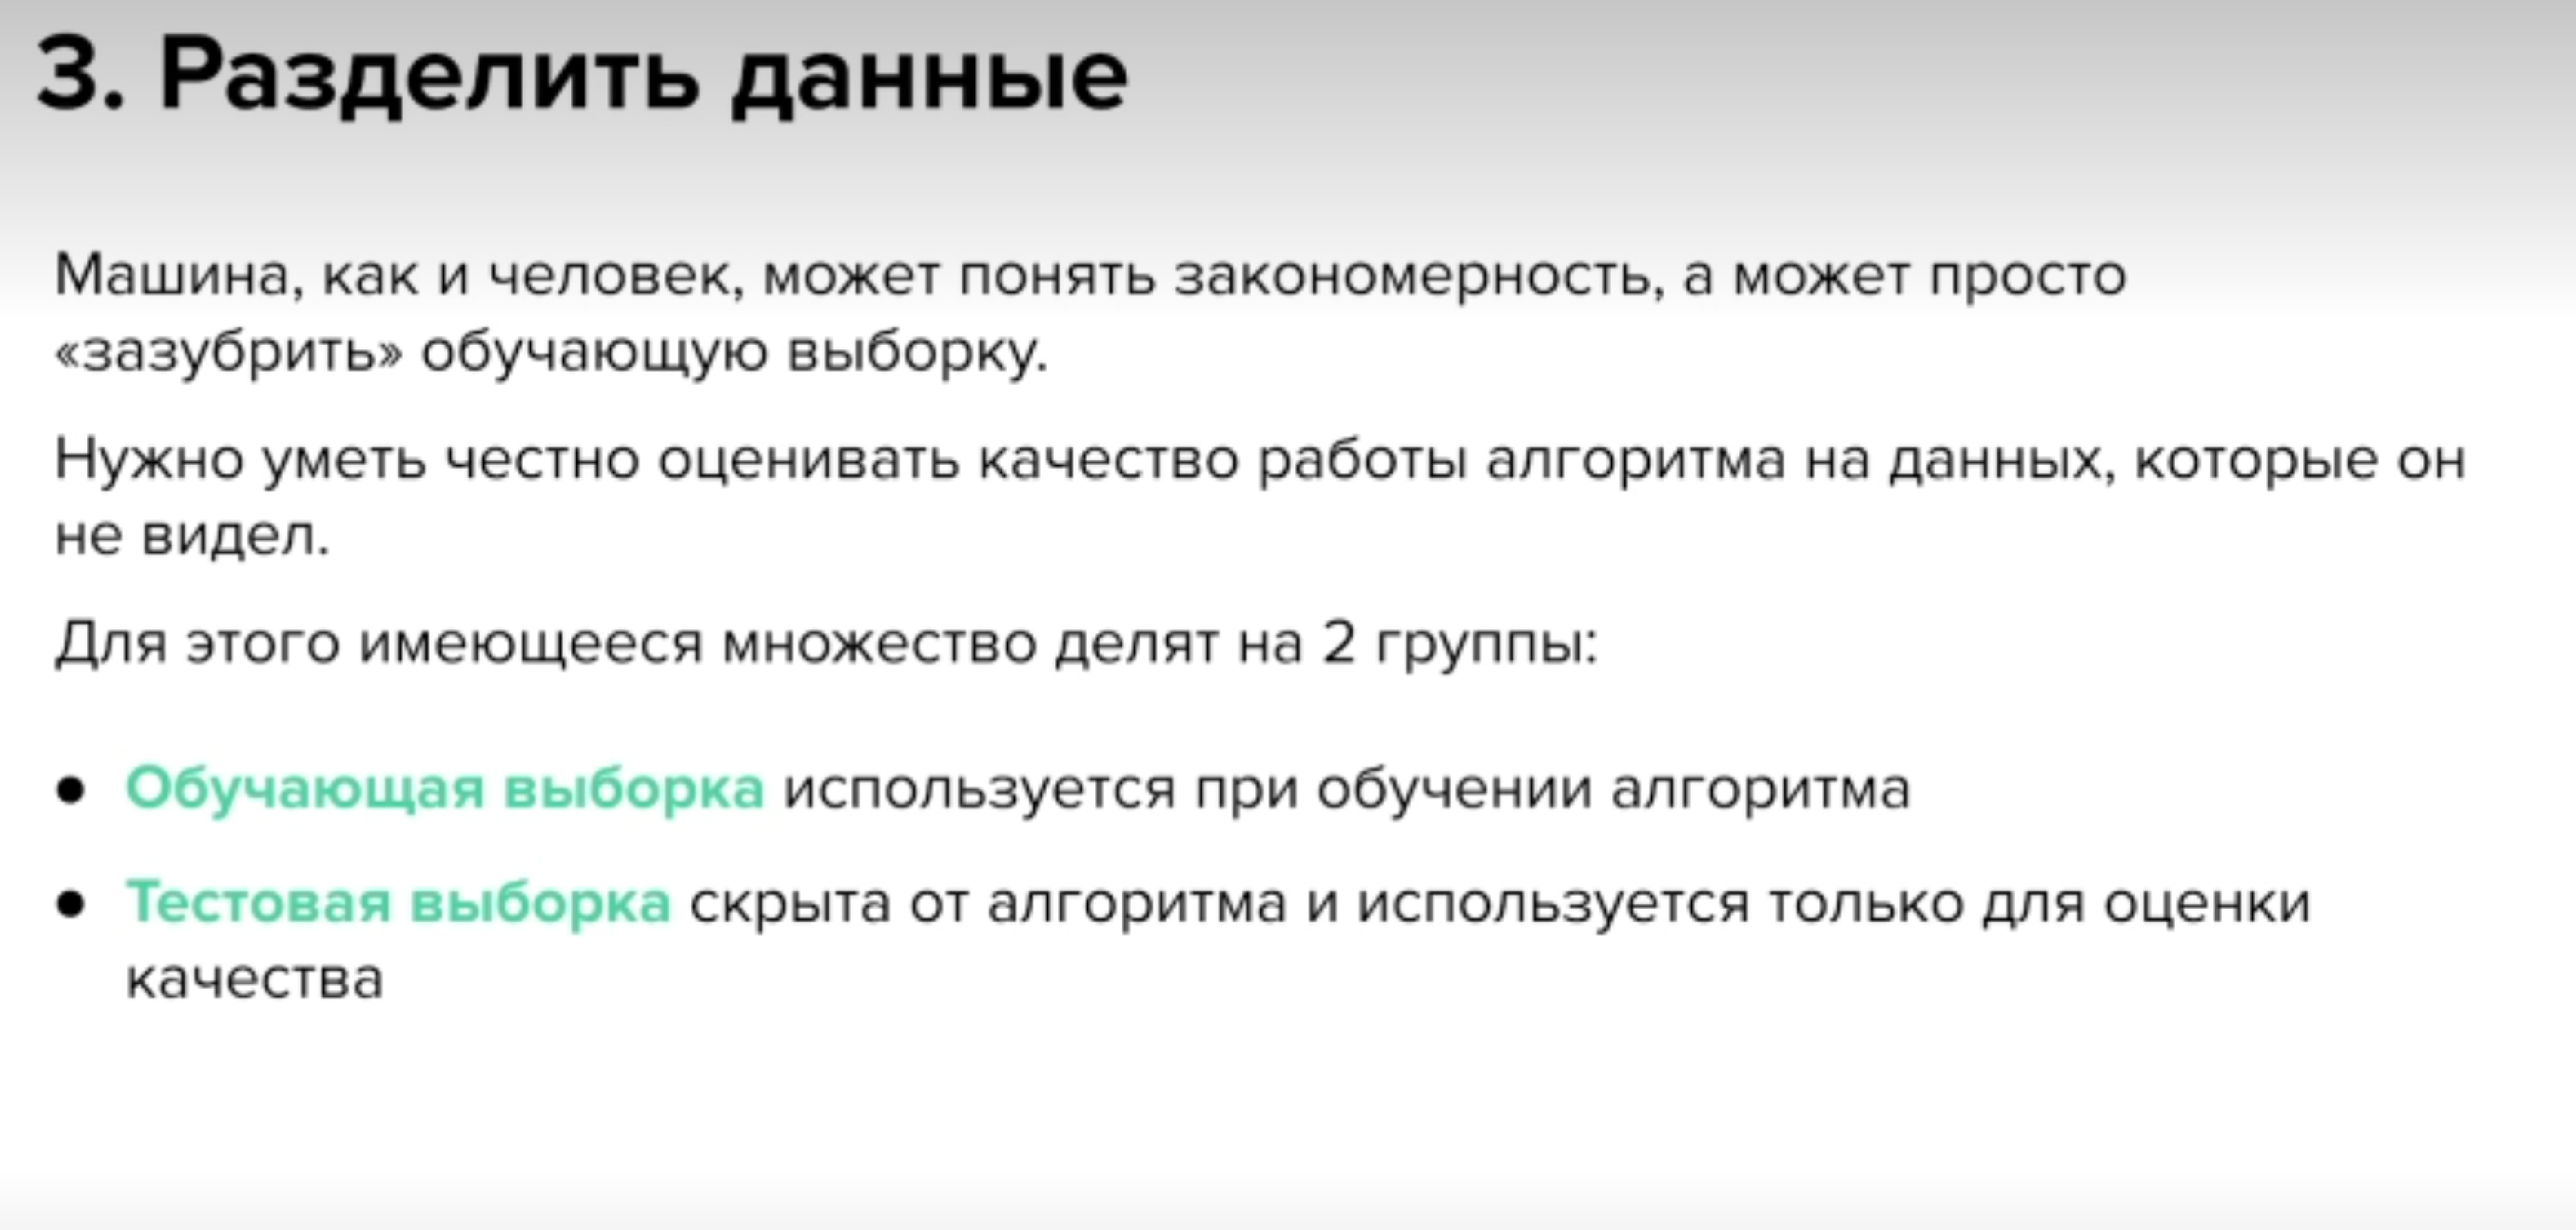 3. Разделить данные
Машина, как и человек, может понять закономерность, а может просто
«зазубрить» обучающую выборку.
Нужно уметь честно оценивать качество работы алгоритма на данных, которые он
не видел.
Для этого имеющееся множество делят на 2 группы:
● Обучающая выборка используется при обучении алгоритма
● Тестовая выборка скрыта от алгоритма и используется только для оценки
качества